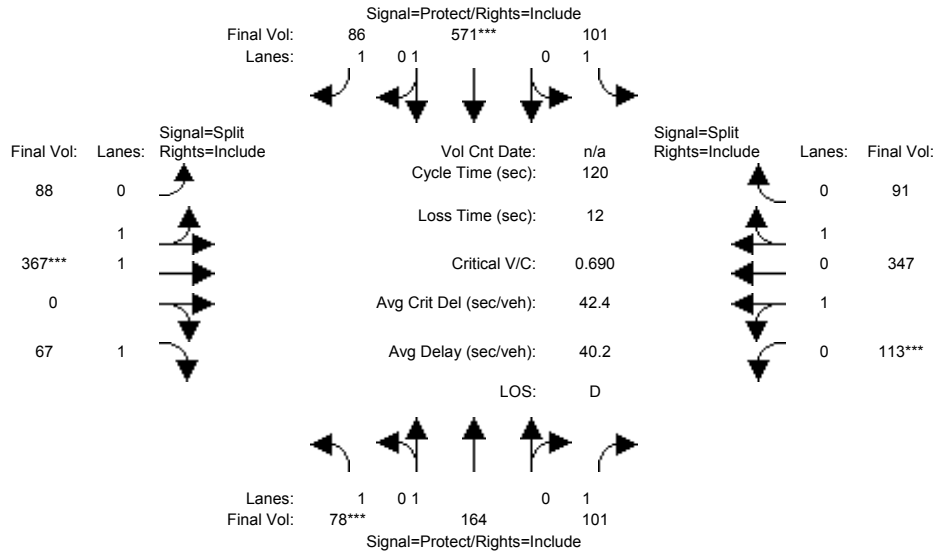 Signal=Protect/Rights=Include
Final Vol: 86 571*** 101
Lanes: 1 0 1 0 1
Signal=Split
Final Vol: Lanes: Rights=Include
Vol Cnt Date: n/a
Signal=Split
Rights=Include Lanes: Final Vol:
Cycle Time (sec): 120
88 0
0 91
Loss Time (sec): 12
1
1
367*** 1
Critical V/C: 0.690
0 347
0
Avg Crit Del (sec/veh): 42.4
1
67 1
Avg Delay (sec/veh): 40.2
0 113***
LOS: D
Lanes: 1 0 1 0 1
Final Vol: 78*** 164 101
Signal=Protect/Rights=Include